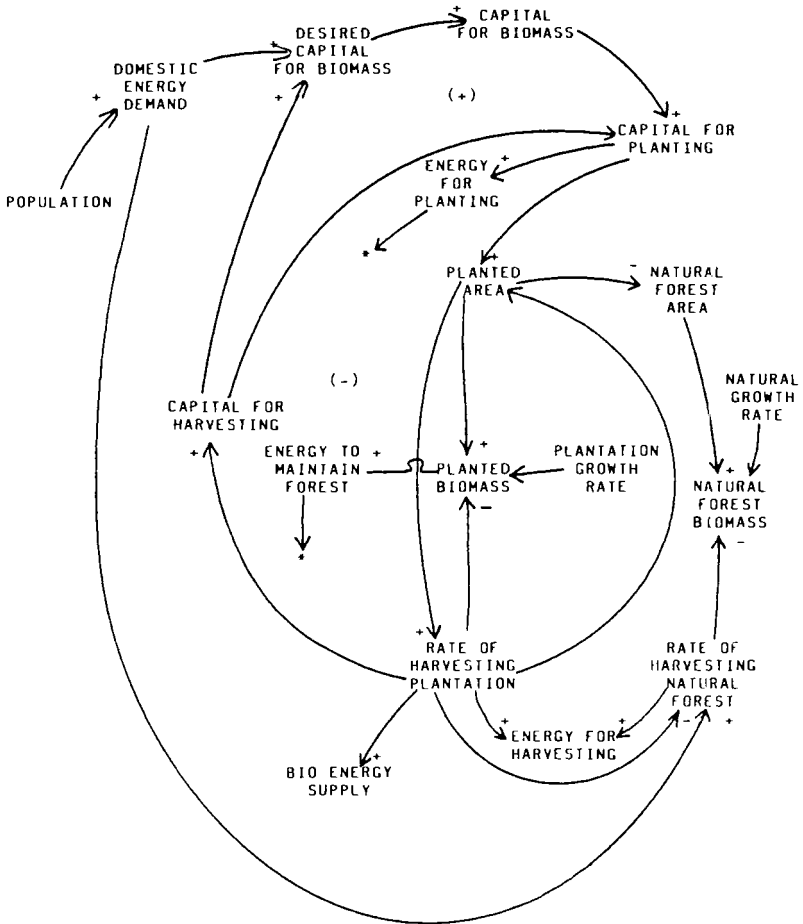 +
CAPITAL
FOR BIOMASS
DESIRED
CAPITAL
FOR BIOMASS
+
+
DOMESTIC
ENERGY
DEMAND
+
(+)
+
CAPITAL FOR
PLANTING
ENERGY
FOR
PLANTING
+
POPULATION
*
+
PLANTED
AREA
-
NATURAL
FOREST
AREA
(-)
NATURAL
GROWTH
RATE
CAPITAL FOR
HARVESTING
+
ENERGY TO
MAINTAIN
FOREST
+
+
PLANTED
BIOMASS
-
PLANTATION
GROWTH
RATE
+
NATURAL
FOREST
BIOMASS
-
*
+
RATE OF
HARVESTING
PLANTATION
RATE OF
HARVESTING
NATURAL
FOREST
- +
+
ENERGY FOR
HARVESTING
+
+
BIO ENERGY
SUPPLY